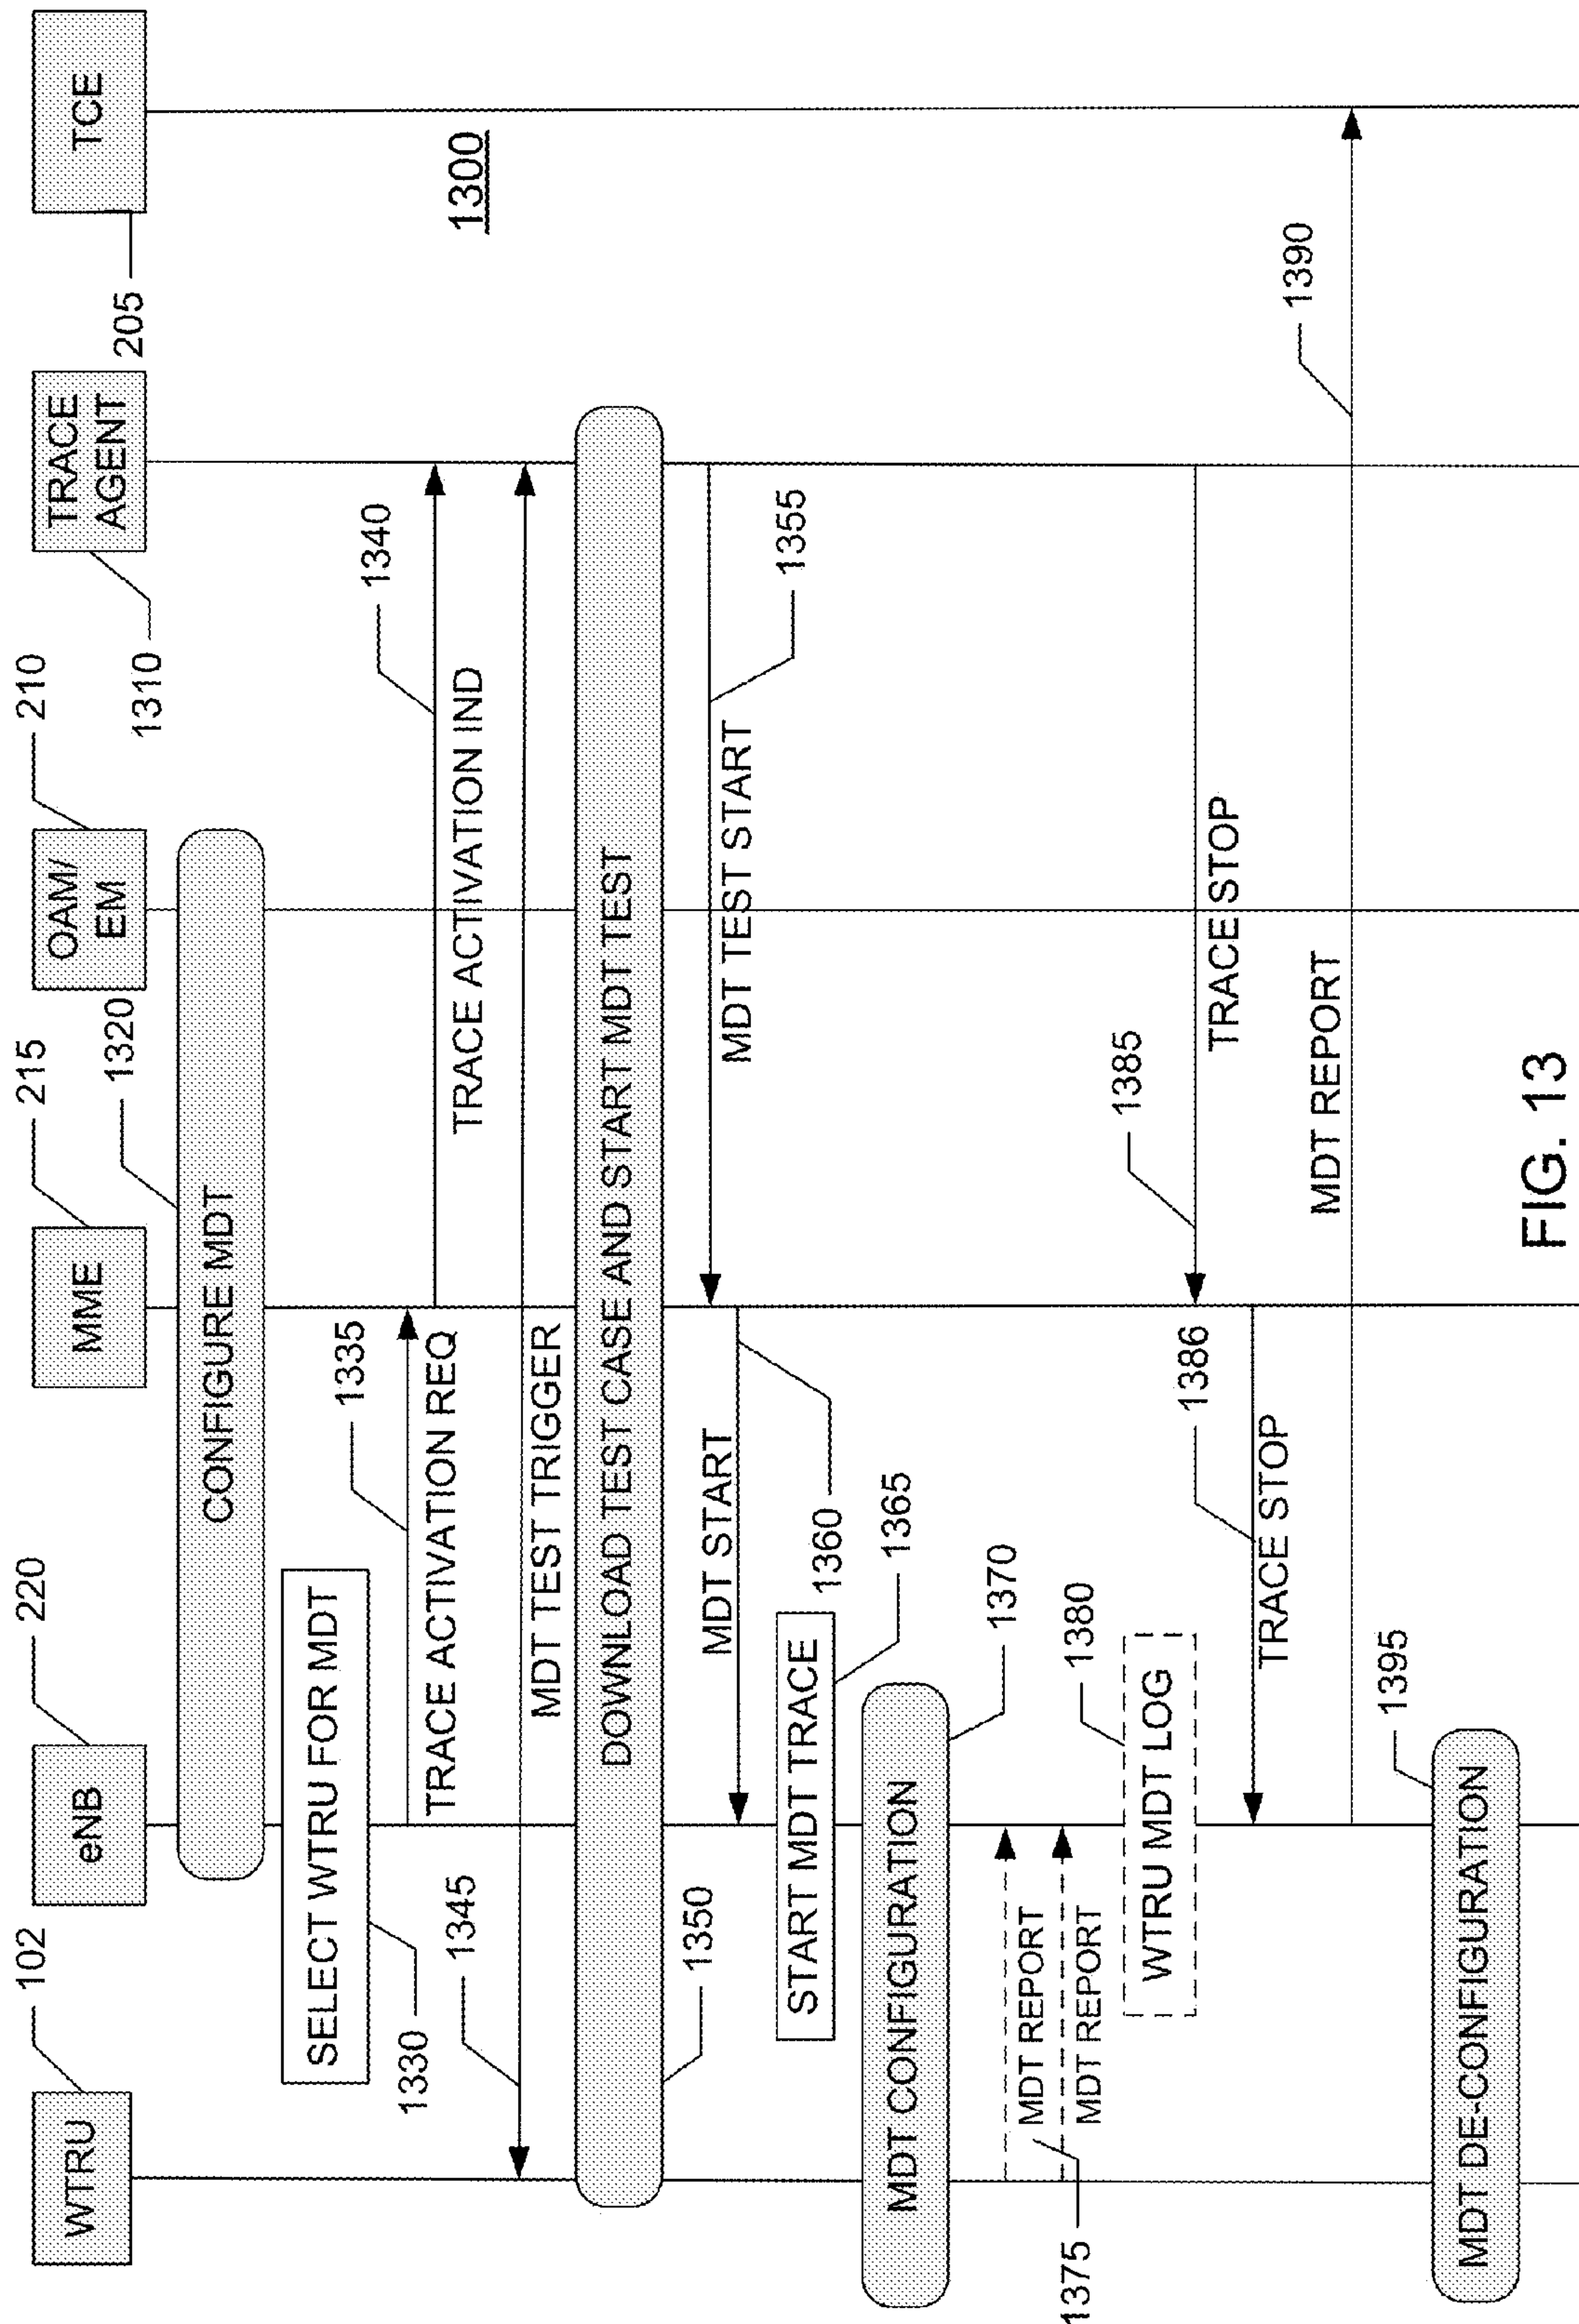 WTRU
102
eNB
220
MME
215
OAM/
EM
210
TRACE
AGENT
1310
TCE
205
1300
CONFIGURE MDT
1320
SELECT WTRU FOR MDT
1330
TRACE ACTIVATION REQ
1335
TRACE ACTIVATION IND
1340
MDT TEST TRIGGER
1345
DOWNLOAD TEST CASE AND START MDT TEST
1350
MDT TEST START
1355
MDT START
1360
START MDT TRACE
1365
MDT CONFIGURATION
1370
MDT REPORT
MDT REPORT
1375
WTRU MDT LOG
1380
TRACE STOP
1385
TRACE STOP
1386
MDT REPORT
1390
MDT DE-CONFIGURATION
1395
FIG. 13